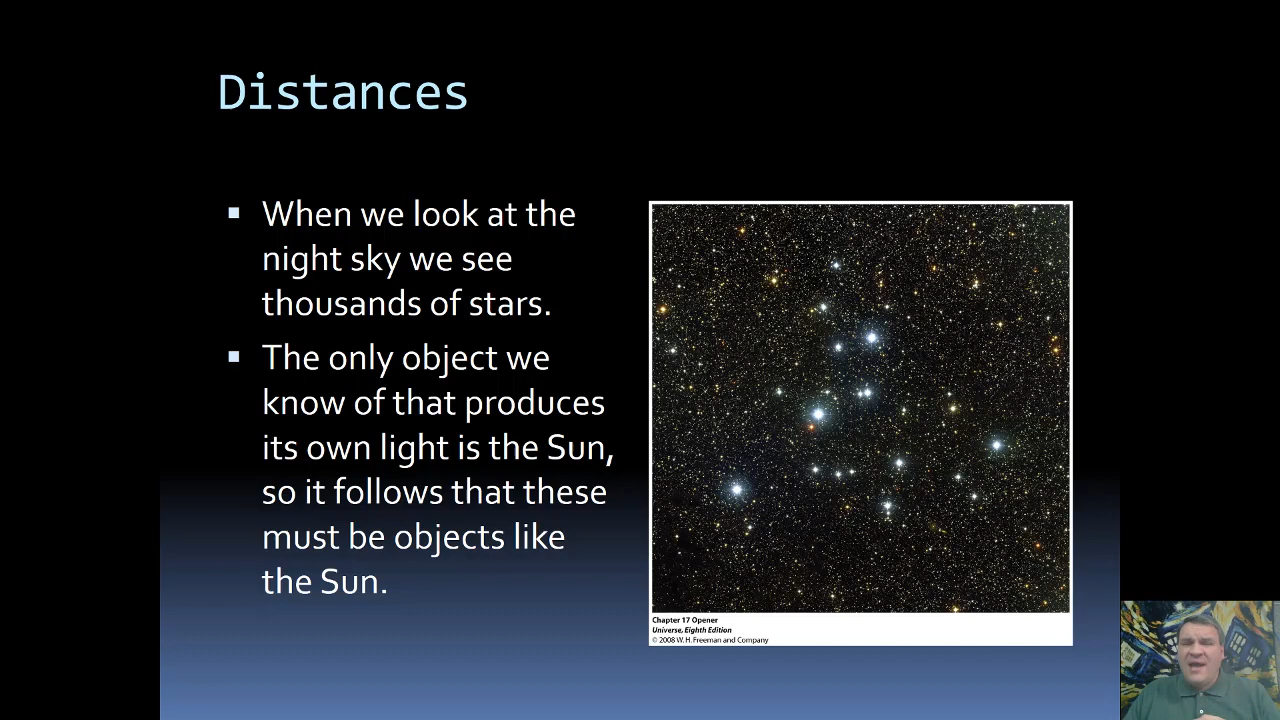 Distances
▪ When we look at the
night sky we see
thousands of stars.
▪ The only object we
know of that produces
its own light is the Sun,
so it follows that these
must be objects like
the Sun.
Chapter 17 Opener
Universe, Eighth Edition
© 2008 W. H. Freeman and Company